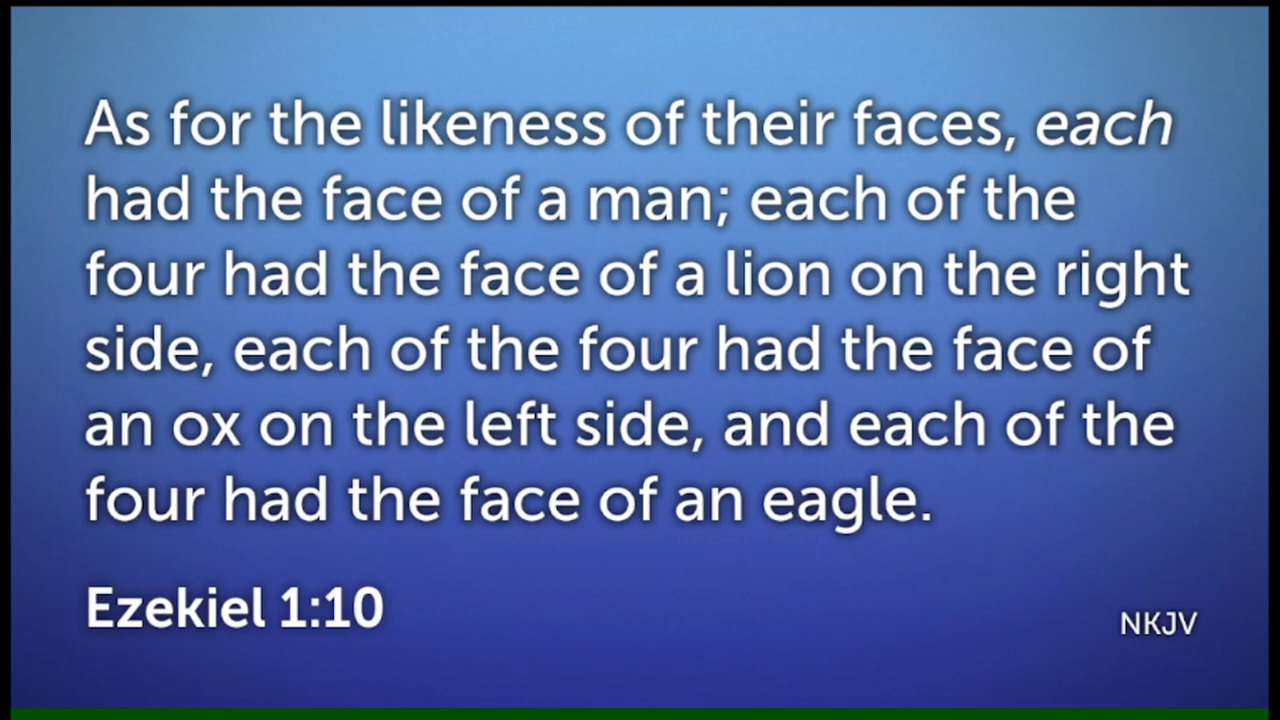 As for the likeness of their faces, each
had the face of a man; each of the
four had the face of a lion on the right
side, each of the four had the face of
an ox on the left side, and each of the
four had the face of an eagle.
Ezekiel 1:10
NKJV